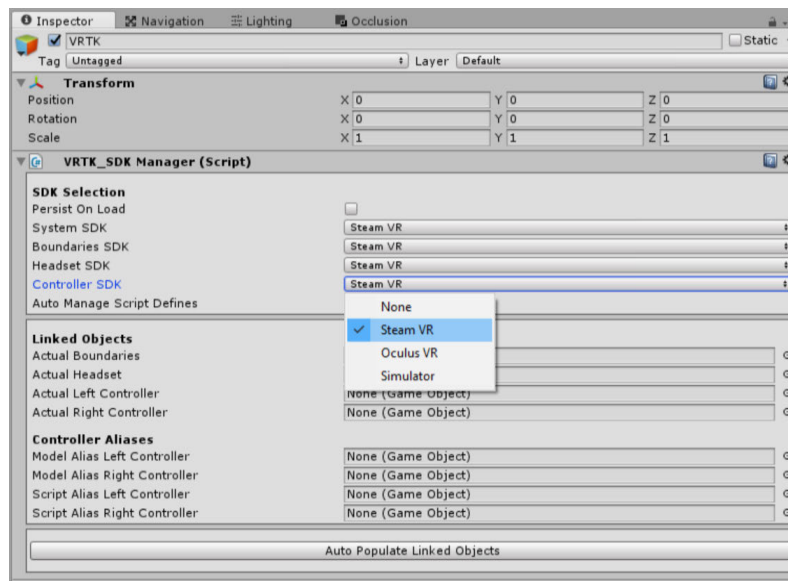 Inspector Navigation Lighting Occlusion
VRTK Static
Tag Untagged Layer Default
Transform
Position X 0 Y 0 Z 0
Rotation X 0 Y 0 Z 0
Scale X 1 Y 1 Z 1
VRTK_SDK Manager (Script)
SDK Selection
Persist On Load
System SDK Steam VR
Boundaries SDK Steam VR
Headset SDK Steam VR
Controller SDK Steam VR
Auto Manage Script Defines
None
Steam VR
Oculus VR
Simulator
Linked Objects
Actual Boundaries
Actual Headset
Actual Left Controller None (Game Object)
Actual Right Controller None (Game Object)
Controller Aliases
Model Alias Left Controller None (Game Object)
Model Alias Right Controller None (Game Object)
Script Alias Left Controller None (Game Object)
Script Alias Right Controller None (Game Object)
Auto Populate Linked Objects